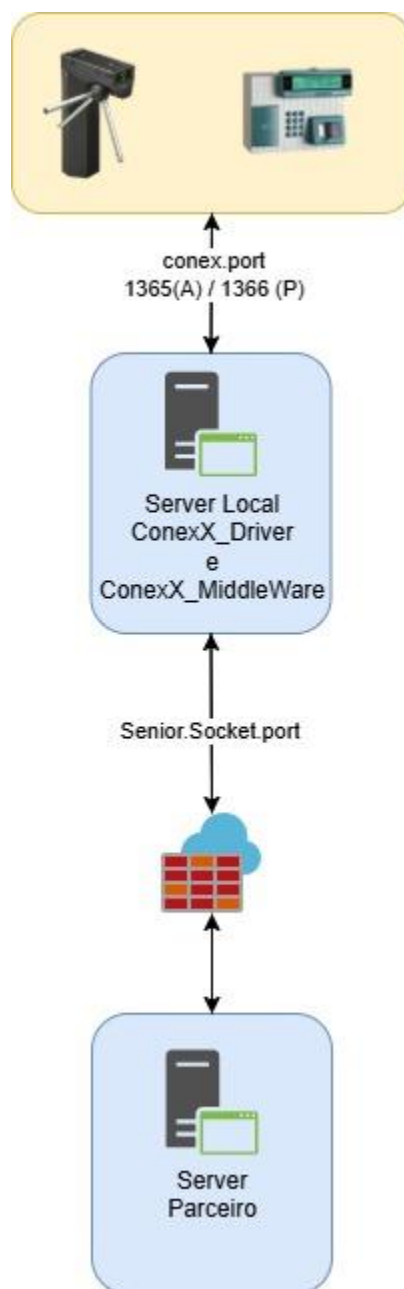 conex.port
1365(A) / 1366 (P)
Server Local
ConexX_Driver
e
ConexX_MiddleWare
Senior.Socket.port
Server
Parceiro